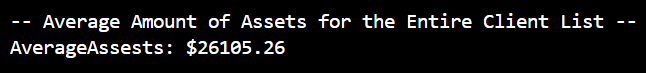 -- Average Amount of Assets for the Entire Client List --
AverageAssests: $26105.26